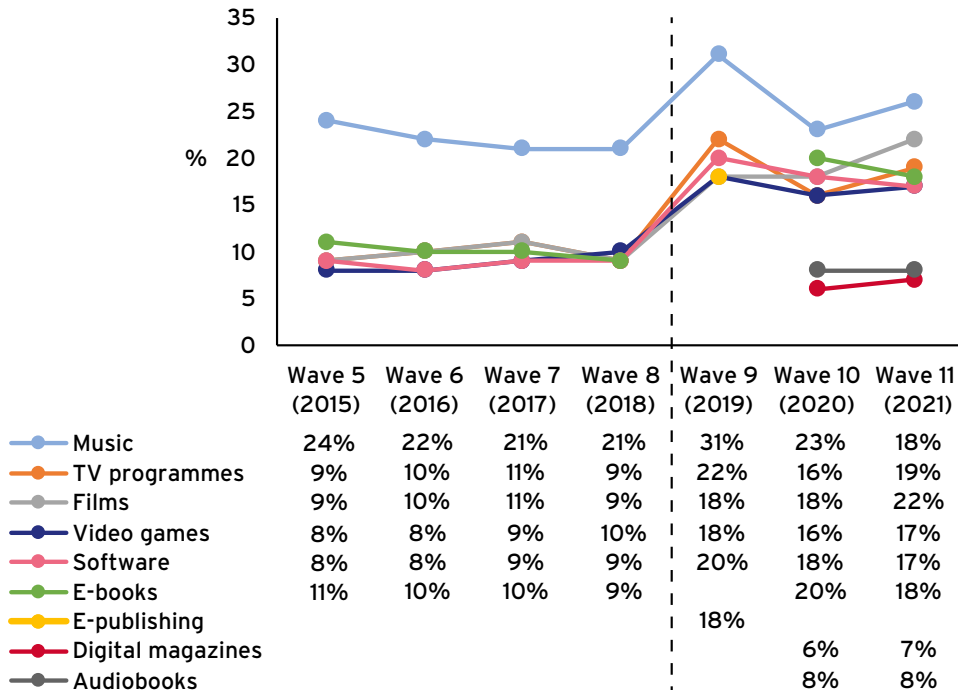 35
30
25
%
20
15
10
5
0
Wave 5 Wave 6 Wave 7 Wave 8 Wave 9 Wave 10 Wave 11
(2015) (2016) (2017) (2018) (2019) (2020) (2021)
Music 24% 22% 21% 21% 31% 23% 18%
TV programmes 9% 10% 11% 9% 22% 16% 19%
Films 9% 10% 11% 9% 18% 18% 22%
Video games 8% 8% 9% 10% 18% 16% 17%
Software 8% 8% 9% 9% 20% 18% 17%
E-books 11% 10% 10% 9% 20% 18%
E-publishing 18%
Digital magazines 6% 7%
Audiobooks 8% 8%